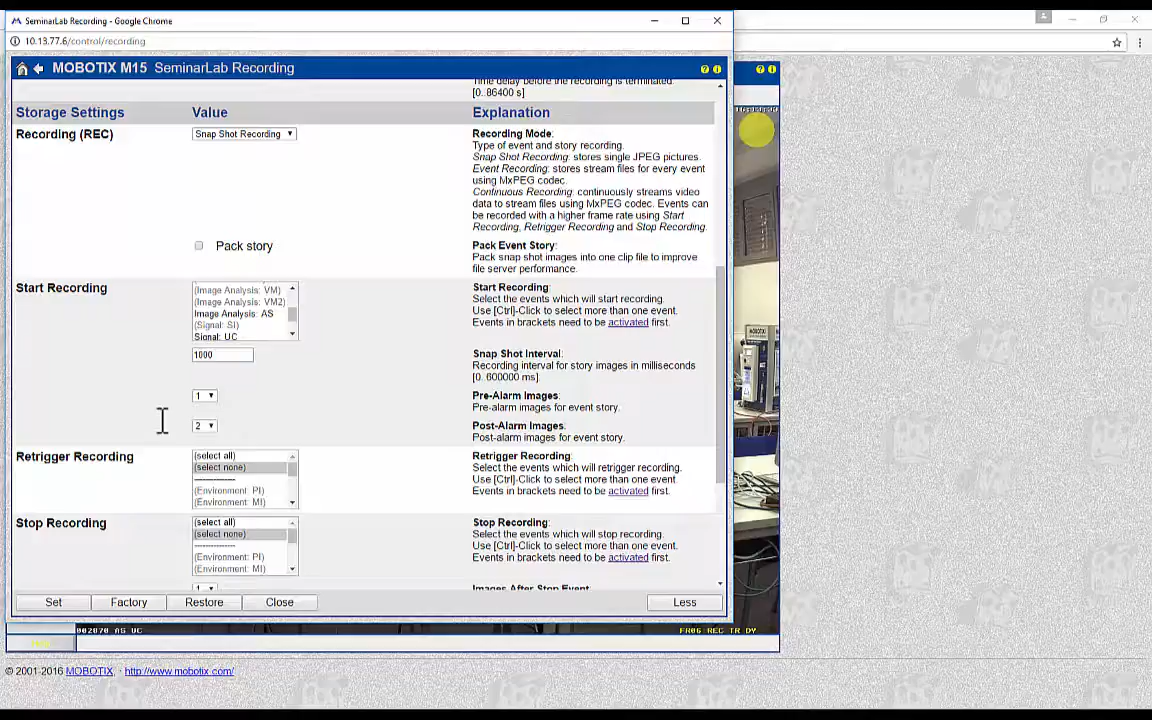 SeminarLab Recording - Google Chrome
10.13.77.6/control/recording
MOBOTIX M15 SeminarLab Recording
Time delay before the recording is terminated
[0..86400 s]
Storage Settings Value Explanation
Recording (REC) Snap Shot Recording Recording Mode:
Type of event and story recording.
Snap Shot Recording: stores single JPEG pictures.
Event Recording: stores stream files for every event
using MxPEG codec.
Continuous Recording: continuously streams video
data to stream files using MxPEG codec. Events can
be recorded with a higher frame rate using Start
Recording, Retrigger Recording and Stop Recording.
Pack story Pack Event Story:
Pack snap shot images into one clip file to improve
file server performance.
Start Recording (Image Analysis: VM) Start Recording:
(Image Analysis: VM2) Select the events which will start recording.
Image Analysis: AS Use [Ctrl]-Click to select more than one event.
(Signal: SI) Events in brackets need to be activated first.
Signal: UC
1000 Snap Shot Interval:
Recording interval for story images in milliseconds
[0..600000 ms]
1 Pre-Alarm Images:
Pre-alarm images for event story.
2 Post-Alarm Images:
Post-alarm images for event story.
Retrigger Recording (select all) Retrigger Recording:
(select none) Select the events which will retrigger recording.
--------------- Use [Ctrl]-Click to select more than one event.
(Environment: PI) Events in brackets need to be activated first.
(Environment: MI)
Stop Recording (select all) Stop Recording:
(select none) Select the events which will stop recording.
--------------- Use [Ctrl]-Click to select more than one event.
(Environment: PI) Events in brackets need to be activated first.
(Environment: MI)
1 Images After Stop Event:
Set Factory Restore Close Less
002070 AS UC FR06 REC TR DY
© 2001-2016 MOBOTIX, · http://www.mobotix.com/